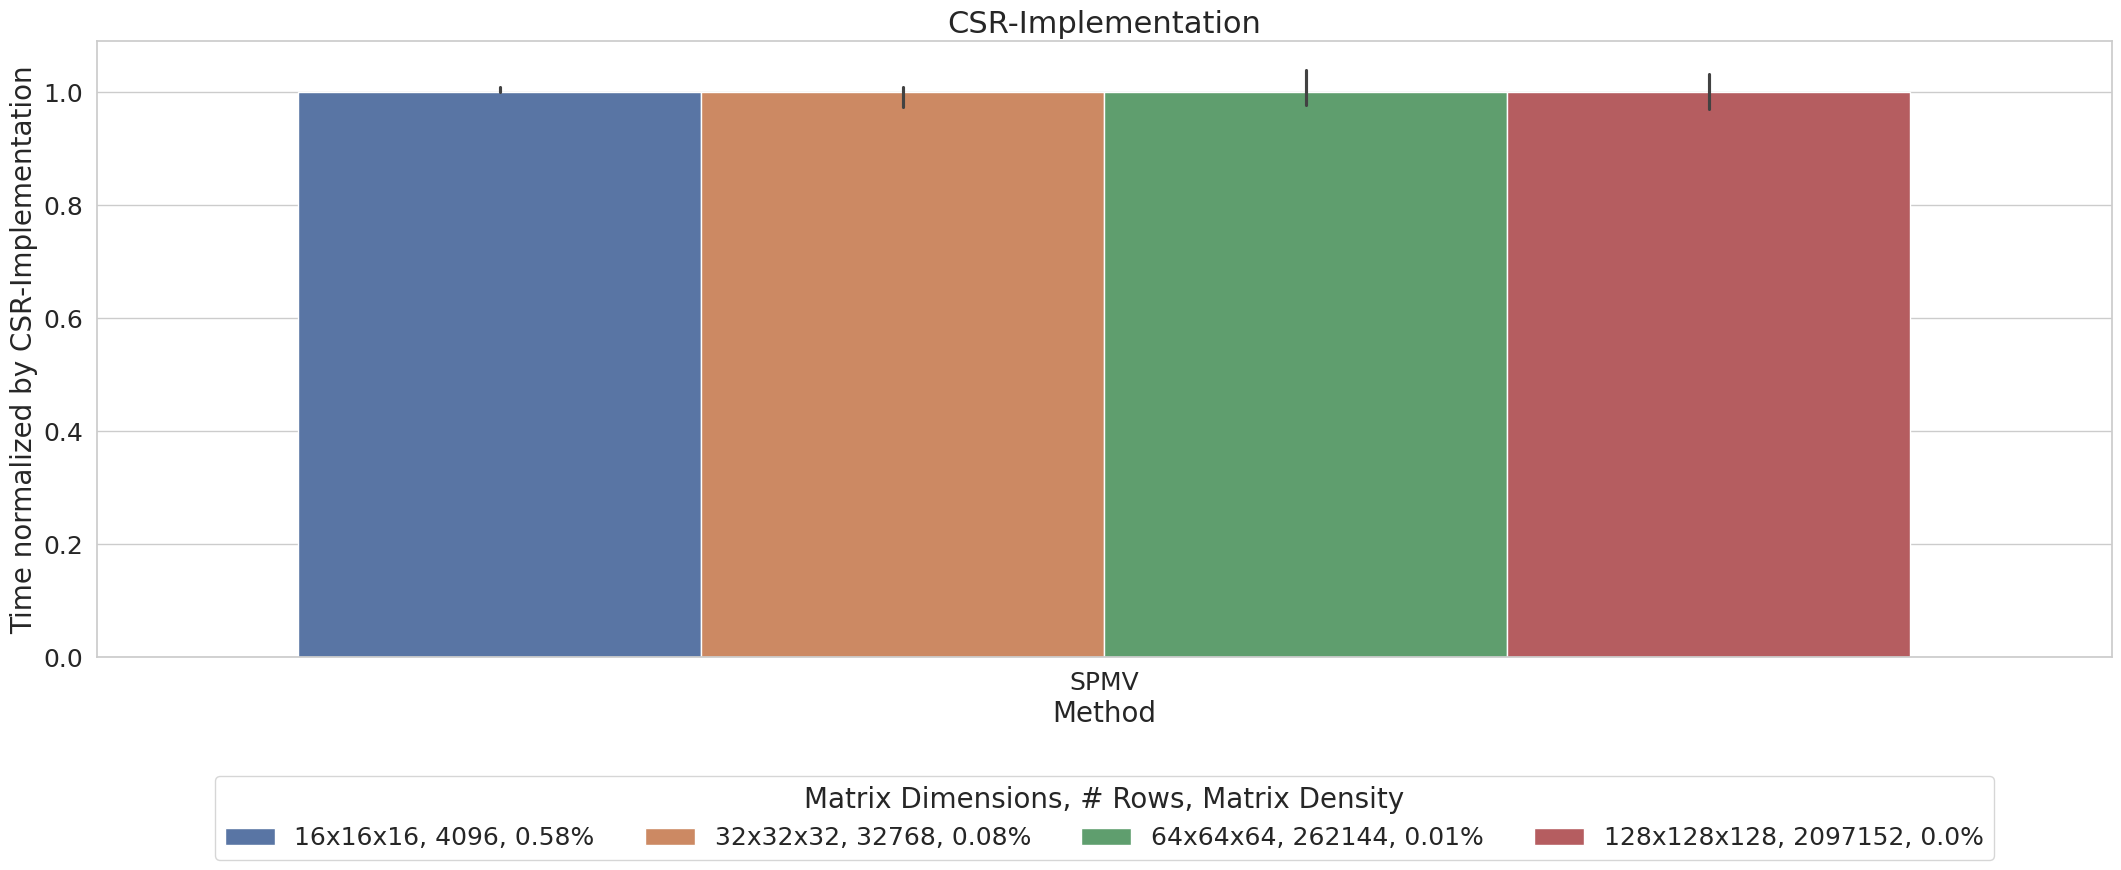 CSR-Implementation
Time normalized by CSR-Implementation
1.0
0.8
0.6
0.4
0.2
0.0
SPMV
Method
Matrix Dimensions, # Rows, Matrix Density
16x16x16, 4096, 0.58% 32x32x32, 32768, 0.08% 64x64x64, 262144, 0.01% 128x128x128, 2097152, 0.0%